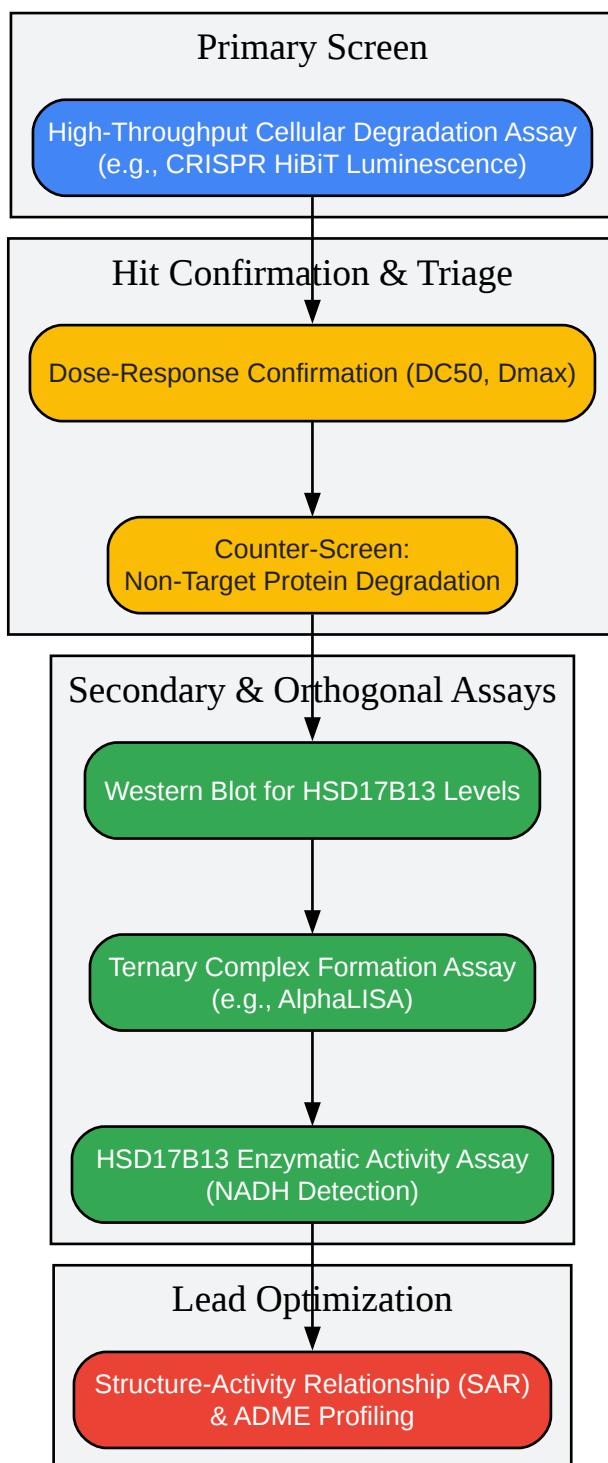 Primary Screen
High-Throughput Cellular Degradation Assay
(e.g., CRISPR HiBiT Luminescence)
Hit Confirmation & Triage
Dose-Response Confirmation (DC50, Dmax)
Counter-Screen:
Non-Target Protein Degradation
Secondary & Orthogonal Assays
Western Blot for HSD17B13 Levels
Ternary Complex Formation Assay
(e.g., AlphaLISA)
HSD17B13 Enzymatic Activity Assay
(NADH Detection)
Lead Optimization
Structure-Activity Relationship (SAR)
& ADME Profiling